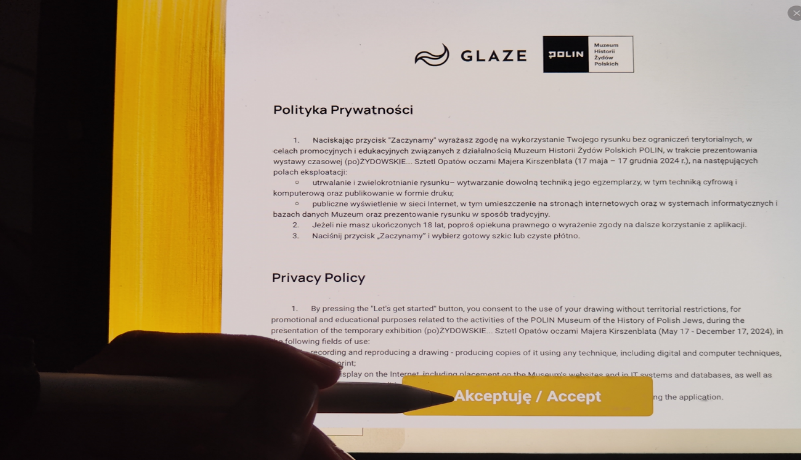 GLAZE
POLIN
Muzeum
Historii
Żydów
Polskich
Polityka Prywatności
1. Naciskając przycisk "Zaczynamy" wyrażasz zgodę na wykorzystanie Twojego rysunku bez ograniczeń terytorialnych, w
celach promocyjnych i edukacyjnych związanych z działalnością Muzeum Historii Żydów Polskich POLIN, w trakcie prezentowania
wystawy czasowej (po)ŻYDOWSKIE... Sztetl Opatów oczami Majera Kirszenblata (17 maja – 17 grudnia 2024 r.), na następujących
polach eksploatacji:
○ utrwalanie i zwielokrotnianie rysunku– wytwarzanie dowolną techniką jego egzemplarzy, w tym techniką cyfrową i
komputerową oraz publikowanie w formie druku;
○ publiczne wyświetlenie w sieci Internet, w tym umieszczenie na stronach internetowych oraz w systemach informatycznych i
bazach danych Muzeum oraz prezentowanie rysunku w sposób tradycyjny.
2. Jeżeli nie masz ukończonych 18 lat, poproś opiekuna prawnego o wyrażenie zgody na dalsze korzystanie z aplikacji.
3. Naciśnij przycisk „Zaczynamy" i wybierz gotowy szkic lub czyste płótno.
Privacy Policy
1. By pressing the "Let's get started" button, you consent to the use of your drawing without territorial restrictions, for
promotional and educational purposes related to the activities of the POLIN Museum of the History of Polish Jews, during the
presentation of the temporary exhibition (po)ŻYDOWSKIE... Sztetl Opatów oczami Majera Kirszenblata (May 17 - December 17, 2024), in
the following fields of use:
recording and reproducing a drawing - producing copies of it using any technique, including digital and computer techniques,
print;
display on the Internet, including placement on the Museum's websites and in IT systems and databases, as well as
ng the application.
Akceptuję / Accept